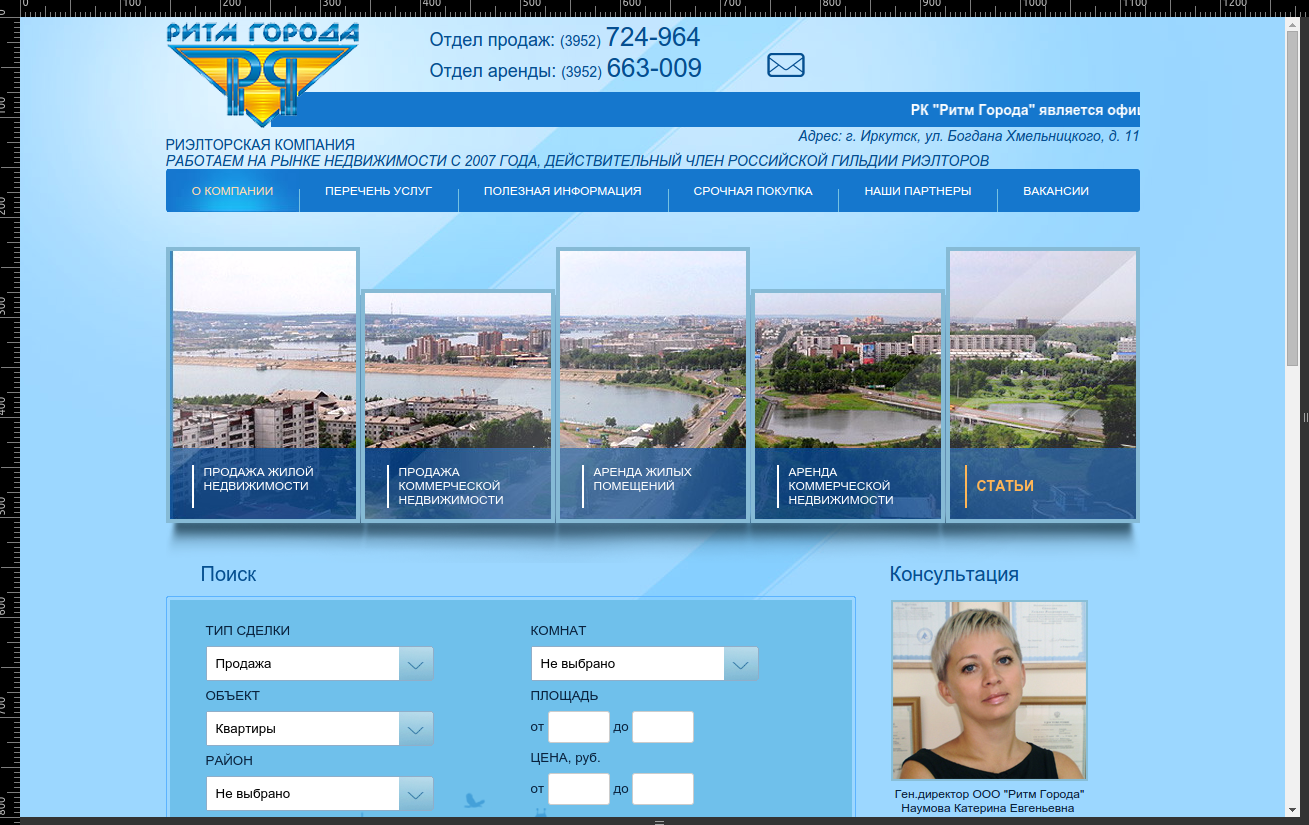 0 100 200 300 400 500 600 700 800 900 1000 1100 1200
РИТМ ГОРОДА
Отдел продаж: (3952) 724-964
Отдел аренды: (3952) 663-009
РК "Ритм Города" является
Адрес: г. Иркутск, ул. Богдана Хмельницкого, д. 11
РИЭЛТОРСКАЯ КОМПАНИЯ
РАБОТАЕМ НА РЫНКЕ НЕДВИЖИМОСТИ С 2007 ГОДА, ДЕЙСТВИТЕЛЬНЫЙ ЧЛЕН РОССИЙСКОЙ ГИЛЬДИИ РИЭЛТОРОВ
О КОМПАНИИ ПЕРЕЧЕНЬ УСЛУГ ПОЛЕЗНАЯ ИНФОРМАЦИЯ СРОЧНАЯ ПОКУПКА НАШИ ПАРТНЕРЫ ВАКАНСИИ
ПРОДАЖА ЖИЛОЙ
НЕДВИЖИМОСТИ
ПРОДАЖА
КОММЕРЧЕСКОЙ
НЕДВИЖИМОСТИ
АРЕНДА ЖИЛЫХ
ПОМЕЩЕНИЙ
АРЕНДА
КОММЕРЧЕСКОЙ
НЕДВИЖИМОСТИ
СТАТЬИ
Поиск
ТИП СДЕЛКИ
Продажа
ОБЪЕКТ
Квартиры
РАЙОН
Не выбрано
КОМНАТ
Не выбрано
ПЛОЩАДЬ
от до
ЦЕНА, руб.
от до
Консультация
Ген.директор ООО "Ритм Города"
Наумова Катерина Евгеньевна